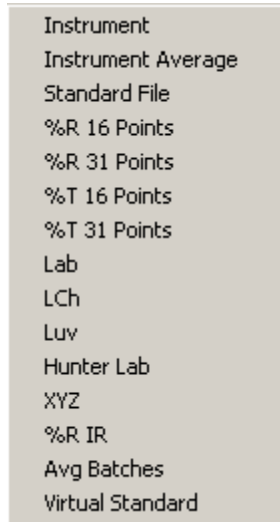 Instrument
Instrument Average
Standard File
%R 16 Points
%R 31 Points
%T 16 Points
%T 31 Points
Lab
LCh
Luv
Hunter Lab
XYZ
%R IR
Avg Batches
Virtual Standard